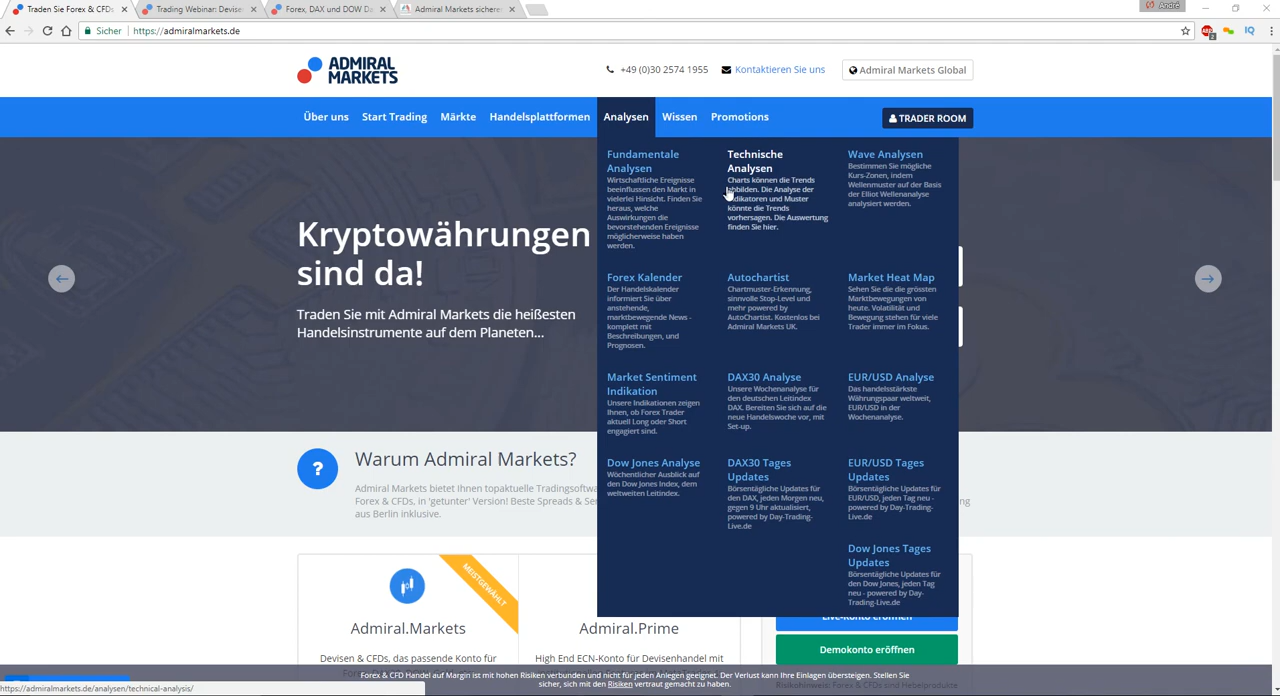 Traden Sie Forex & CFDs
Trading Webinar: Devisen
Forex, DAX und DOW Da
Admiral Markets sichere
André
Sicher
https://admiralmarkets.de
ADMIRAL
MARKETS
+49 (0)30 2574 1955
Kontaktieren Sie uns
Admiral Markets Global
Über uns
Start Trading
Märkte
Handelsplattformen
Analysen
Wissen
Promotions
TRADER ROOM
Fundamentale
Analysen
Wirtschaftliche Ereignisse
beeinflussen den Markt in
vielerlei Hinsicht. Finden Sie
heraus, welche
Auswirkungen die
bevorstehenden Ereignisse
möglicherweise haben
werden.
Technische
Analysen
Charts können die Trends
abbilden. Die Analyse der
Indikatoren und Muster
könnte die Trends
vorhersagen. Die Auswertung
finden Sie hier.
Wave Analysen
Bestimmen Sie mögliche
Kurs-Zonen, indem
Wellenmuster auf der Basis
der Elliot Wellenanalyse
analysiert werden.
Kryptowährungen
sind da!
Traden Sie mit Admiral Markets die heißesten
Handelsinstrumente auf dem Planeten...
Forex Kalender
Der Handelskalender
informiert Sie über
anstehende,
marktbewegende News -
komplett mit
Beschreibungen, und
Prognosen.
Autochartist
Chartmuster-Erkennung,
sinnvolle Stop-Level und
mehr powered by
AutoChartist. Kostenlos bei
Admiral Markets UK.
Market Heat Map
Sehen Sie die die grössten
Marktbewegungen von
heute. Volatilität und
Bewegung stehen für viele
Trader immer im Fokus.
Market Sentiment
Indikation
Unsere Indikationen zeigen
Ihnen, ob Forex Trader
aktuell Long oder Short
engagiert sind.
DAX30 Analyse
Unsere Wochenanalyse für
den deutschen Leitindex
DAX. Bereiten Sie sich auf die
neue Handelswoche vor, mit
Set-up.
EUR/USD Analyse
Das handelsstärkste
Währungspaar weltweit,
EUR/USD in der
Wochenanalyse.
Dow Jones Analyse
Wöchentlicher Ausblick auf
den Dow Jones Index, dem
weltweiten Leitindex.
DAX30 Tages
Updates
Börsentägliche Updates für
den DAX, jeden Morgen neu,
gegen 9 Uhr aktualisiert,
powered by Day-Trading-
Live.de
EUR/USD Tages
Updates
Börsentägliche Updates für
EUR/USD, jeden Tag neu -
powered by Day-Trading-
Live.de
Dow Jones Tages
Updates
Börsentägliche Updates für
den Dow Jones, jeden Tag
neu - powered by Day-
Trading-Live.de
?
Warum Admiral Markets?
Admiral Markets bietet Ihnen topaktuelle Tradingsoftwa
Forex & CFDs, in 'getunter' Version! Beste Spreads & Se
aus Berlin inklusive.
MEISTGEWÄHLT
Admiral.Markets
Devisen & CFDs, das passende Konto für
Admiral.Prime
High End ECN-Konto für Devisenhandel mit
Live-Konto eröffnen
Demokonto eröffnen
Forex & CFD Handel auf Margin ist mit hohen Risiken verbunden und nicht für jeden Anlegen geeignet. Der Verlust kann Ihre Einlagen übersteigen. Stellen Sie
sicher, sich mit den Risiken vertraut gemacht zu haben.
https://admiralmarkets.de/analysen/technical-analysis/